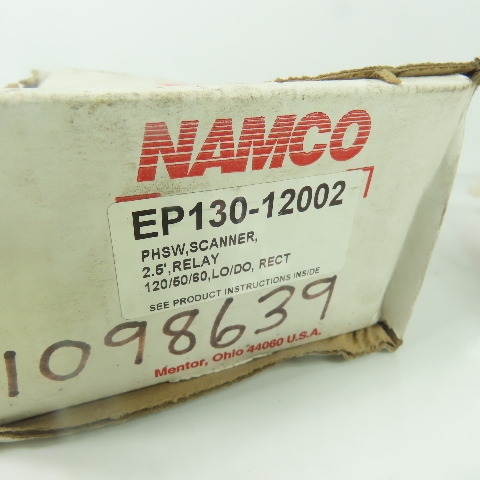 NAMCO
EP130-12002
PHSW,SCANNER,
2.5',RELAY
120/50/60,LO/DO, RECT
SEE PRODUCT INSTRUCTIONS INSIDE
1098639
Mentor, Ohio 44060 U.S.A.